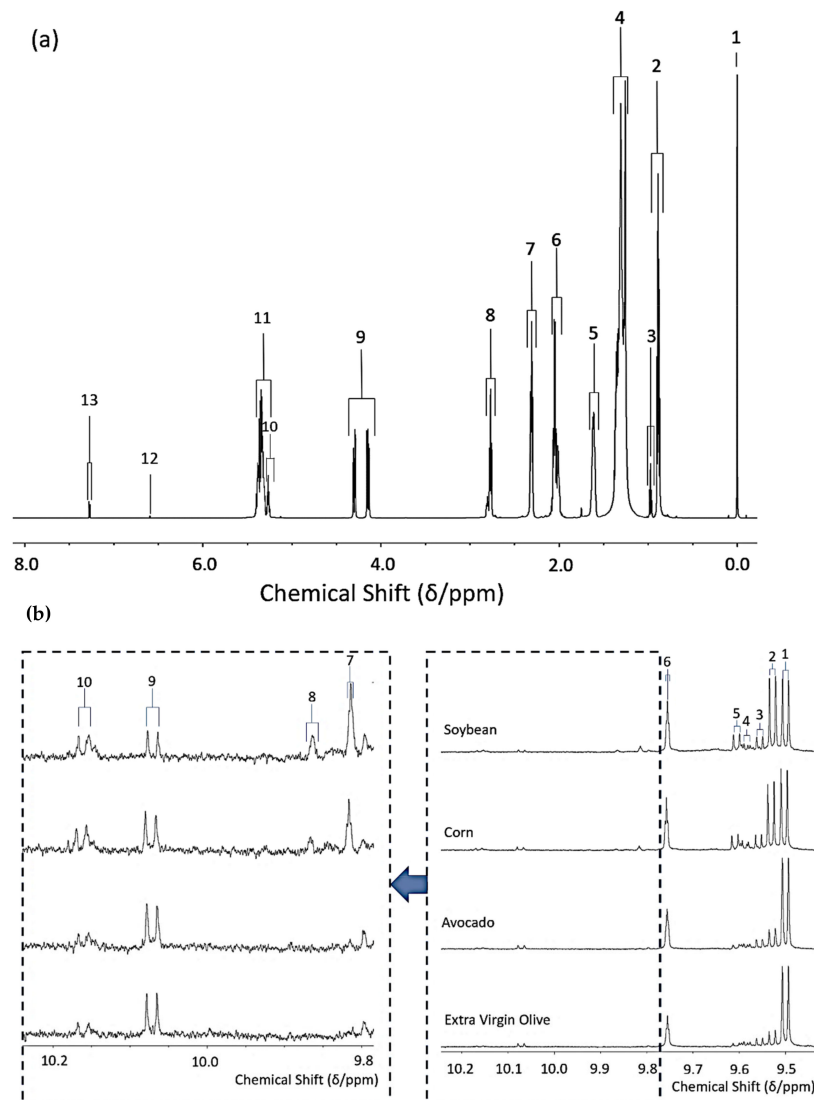 (a)
4
1
2
7
6
8
11
9
5
3
13
10
12
8.0 6.0 4.0 2.0 0.0
Chemical Shift (δ/ppm)
(b)
10 9 8 7
10.2 10.0 9.8
Chemical Shift (δ/ppm)
6 5 4 3 2 1
Soybean
Corn
Avocado
Extra Virgin Olive
10.2 10.1 10.0 9.9 9.8 9.7 9.6 9.5
Chemical Shift (δ/ppm)